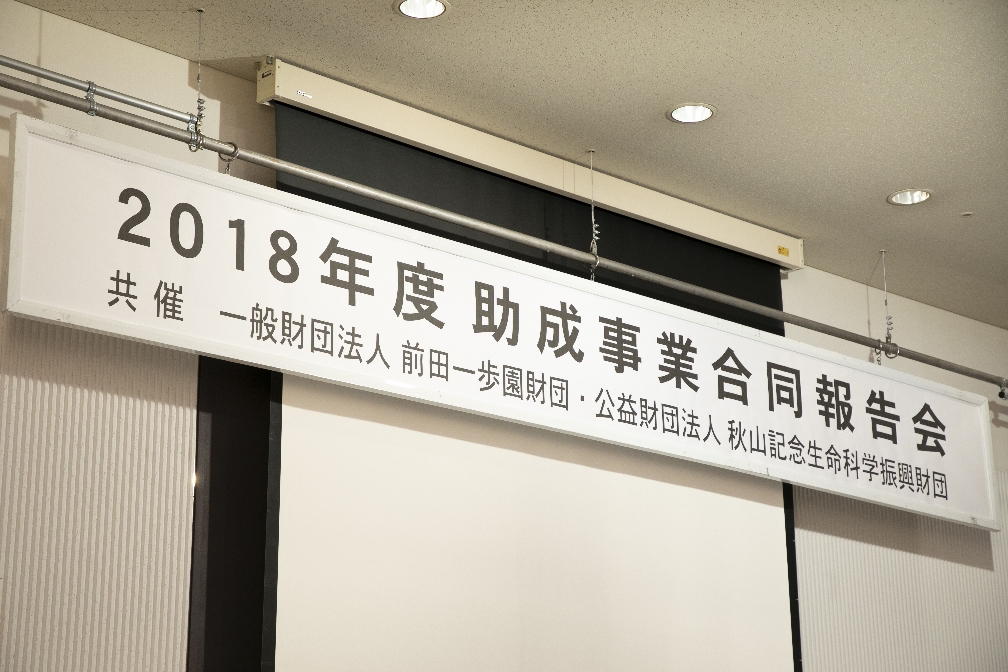 2018年度 助成事業合同報告会
共催 一般財団法人 前田一歩園財団・公益財団法人 秋山記念生命科学振興財団